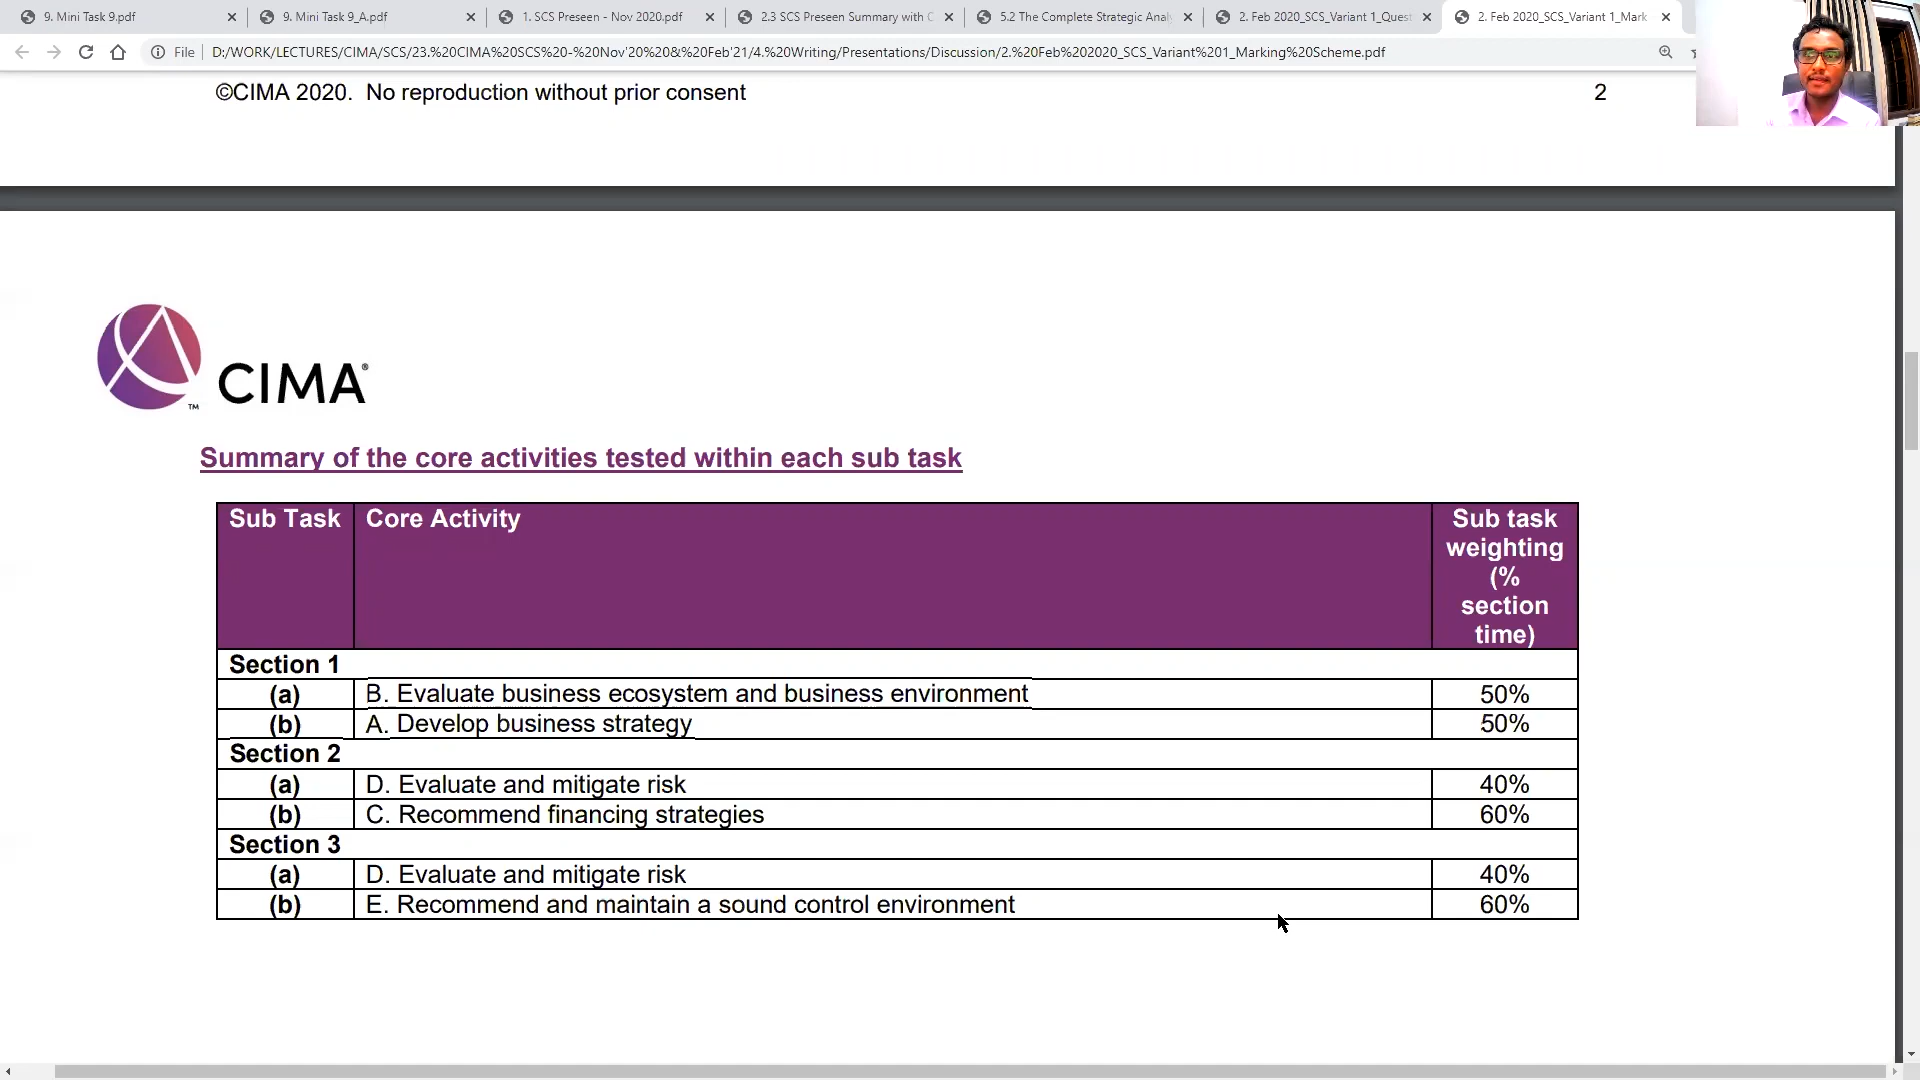 9. Mini Task 9.pdf
9. Mini Task 9_A.pdf
1. SCS Preseen - Nov 2020.pdf
2.3 SCS Preseen Summary with C
5.2 The Complete Strategic Anal
2. Feb 2020_SCS_Variant 1_Quest
2. Feb 2020_SCS_Variant 1_Mark
File
D:/WORK/LECTURES/CIMA/SCS/23.%20CIMA%20SCS%20-%20Nov'20%20&%20Feb'21/4.%20Writing/Presentations/Discussion/2.%20Feb%202020_SCS_Variant%201_Marking%20Scheme.pdf
©CIMA 2020. No reproduction without prior consent
2
CIMA®
TM
Summary of the core activities tested within each sub task
Sub Task
Core Activity
Sub task
weighting
(%
section
time)
Section 1
(a) B. Evaluate business ecosystem and business environment 50%
(b) A. Develop business strategy 50%
Section 2
(a) D. Evaluate and mitigate risk 40%
(b) C. Recommend financing strategies 60%
Section 3
(a) D. Evaluate and mitigate risk 40%
(b) E. Recommend and maintain a sound control environment 60%